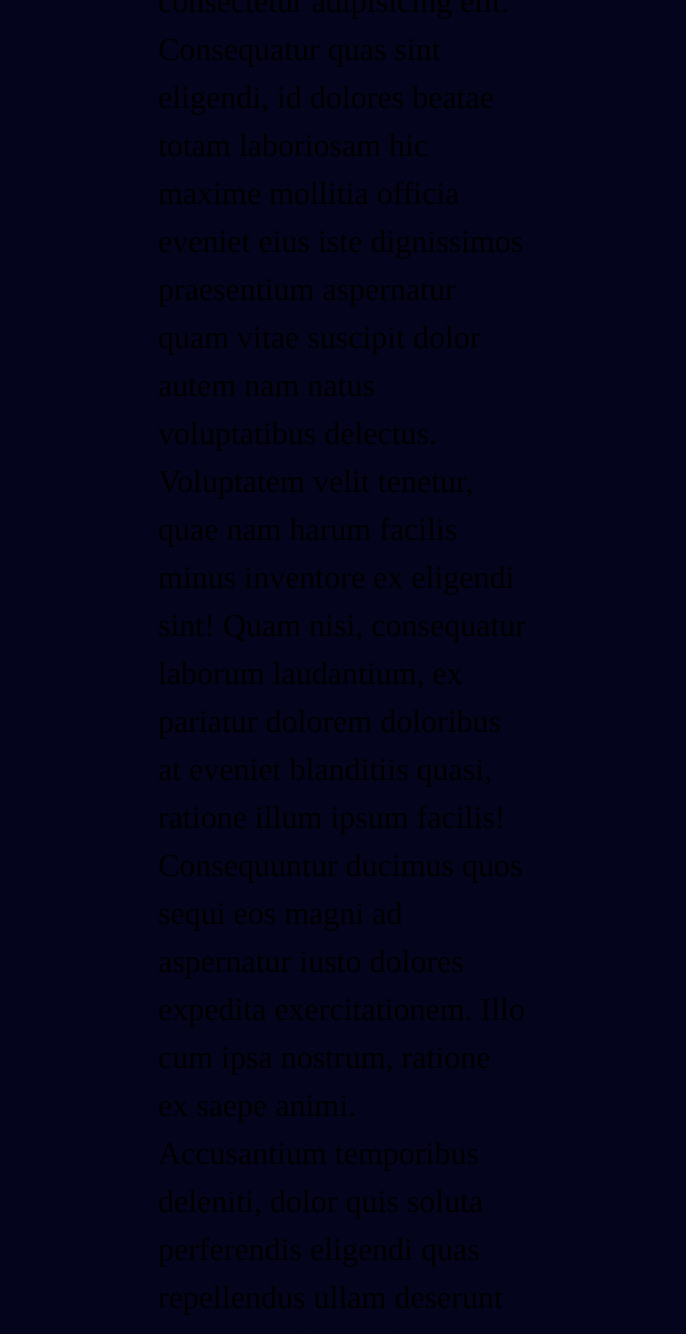 consectetur adipisicing elit.
Consequatur quas sint
eligendi, id dolores beatae
totam laboriosam hic
maxime mollitia officia
eveniet eius iste dignissimos
praesentium aspernatur
quam vitae suscipit dolor
autem nam natus
voluptatibus delectus.
Voluptatem velit tenetur,
quae nam harum facilis
minus inventore ex eligendi
sint! Quam nisi, consequatur
laborum laudantium, ex
pariatur dolorem doloribus
at eveniet blanditiis quasi,
ratione illum ipsum facilis!
Consequuntur ducimus quos
sequi eos magni ad
aspernatur iusto dolores
expedita exercitationem. Illo
cum ipsa nostrum, ratione
ex saepe animi.
Accusantium temporibus
deleniti, dolor quis soluta
perferendis eligendi quas
repellendus ullam deserunt